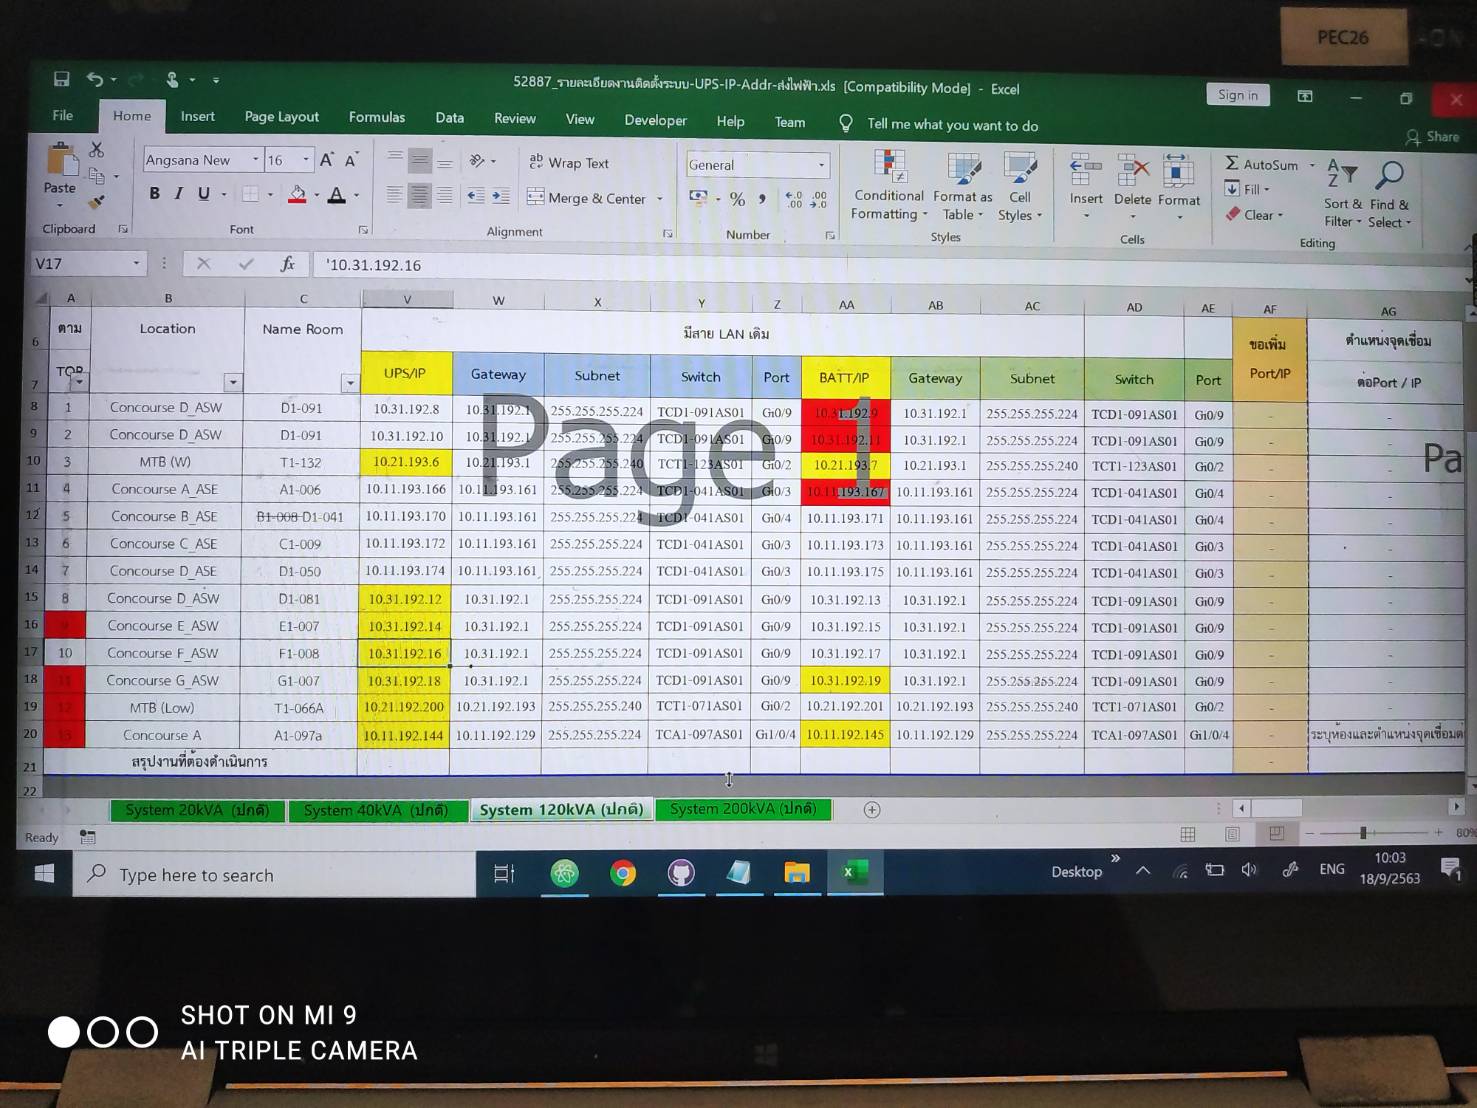 PEC26
52887_รายละเอียดงานติดตั้งระบบ-UPS-IP-Addr-ส่งไฟฟ้า.xls [Compatibility Mode] - Excel
Sign in
File Home Insert Page Layout Formulas Data Review View Developer Help Team Tell me what you want to do
Share
Paste
Angsana New 16
Wrap Text
General
Merge & Center
Conditional Formatting
Format as Table
Cell Styles
Insert Delete Format
AutoSum
Fill
Clear
Sort & Filter
Find & Select
Clipboard Font Alignment Number Styles Cells Editing
V17 '10.31.192.16
A B C V W X Y Z AA AB AC AD AE AF AG
6 ตาม Location Name Room มีสาย LAN เดิม ขอเพิ่ม ตำแหน่งจุดเชื่อม
7 TOR UPS/IP Gateway Subnet Switch Port BATT/IP Gateway Subnet Switch Port Port/IP ต่อPort / IP
8 1 Concourse D_ASW D1-091 10.31.192.8 10.31.192.1 255.255.255.224 TCD1-091AS01 Gi0/9 10.31.192.9 10.31.192.1 255.255.255.224 TCD1-091AS01 Gi0/9 - -
9 2 Concourse D_ASW D1-091 10.31.192.10 10.31.192.1 255.255.255.224 TCD1-091AS01 Gi0/9 10.31.192.11 10.31.192.1 255.255.255.224 TCD1-091AS01 Gi0/9 - -
10 3 MTB (W) T1-132 10.21.193.6 10.21.193.1 255.255.255.240 TCT1-123AS01 Gi0/2 10.21.193.7 10.21.193.1 255.255.255.240 TCT1-123AS01 Gi0/2 - -
11 4 Concourse A_ASE A1-006 10.11.193.166 10.11.193.161 255.255.255.224 TCD1-041AS01 Gi0/3 10.11.193.167 10.11.193.161 255.255.255.224 TCD1-041AS01 Gi0/4 - -
12 5 Concourse B_ASE B1-008 D1-041 10.11.193.170 10.11.193.161 255.255.255.224 TCD1-041AS01 Gi0/4 10.11.193.171 10.11.193.161 255.255.255.224 TCD1-041AS01 Gi0/4 - -
13 6 Concourse C_ASE C1-009 10.11.193.172 10.11.193.161 255.255.255.224 TCD1-041AS01 Gi0/3 10.11.193.173 10.11.193.161 255.255.255.224 TCD1-041AS01 Gi0/3 - -
14 7 Concourse D_ASE D1-050 10.11.193.174 10.11.193.161 255.255.255.224 TCD1-041AS01 Gi0/3 10.11.193.175 10.11.193.161 255.255.255.224 TCD1-041AS01 Gi0/3 - -
15 8 Concourse D_ASW D1-081 10.31.192.12 10.31.192.1 255.255.255.224 TCD1-091AS01 Gi0/9 10.31.192.13 10.31.192.1 255.255.255.224 TCD1-091AS01 Gi0/9 - -
16 9 Concourse E_ASW E1-007 10.31.192.14 10.31.192.1 255.255.255.224 TCD1-091AS01 Gi0/9 10.31.192.15 10.31.192.1 255.255.255.224 TCD1-091AS01 Gi0/9 - -
17 10 Concourse F_ASW F1-008 10.31.192.16 10.31.192.1 255.255.255.224 TCD1-091AS01 Gi0/9 10.31.192.17 10.31.192.1 255.255.255.224 TCD1-091AS01 Gi0/9 - -
18 11 Concourse G_ASW G1-007 10.31.192.18 10.31.192.1 255.255.255.224 TCD1-091AS01 Gi0/9 10.31.192.19 10.31.192.1 255.255.255.224 TCD1-091AS01 Gi0/9 - -
19 12 MTB (Low) T1-066A 10.21.192.200 10.21.192.193 255.255.255.240 TCT1-071AS01 Gi0/2 10.21.192.201 10.21.192.193 255.255.255.240 TCT1-071AS01 Gi0/2 - -
20 13 Concourse A A1-097a 10.11.192.144 10.11.192.129 255.255.255.224 TCA1-097AS01 Gi1/0/4 10.11.192.145 10.11.192.129 255.255.255.224 TCA1-097AS01 Gi1/0/4 - ระบุห้องและตำแหน่งจุดเชื่อมต่
21 สรุปงานที่ต้องดำเนินการ -
22
Page 1
Pa
System 20kVA (ปกติ) System 40kVA (ปกติ) System 120kVA (ปกติ) System 200kVA (ปกติ)
Ready 80%
Type here to search Desktop ENG 10:03
18/9/2563
1
SHOT ON MI 9
AI TRIPLE CAMERA